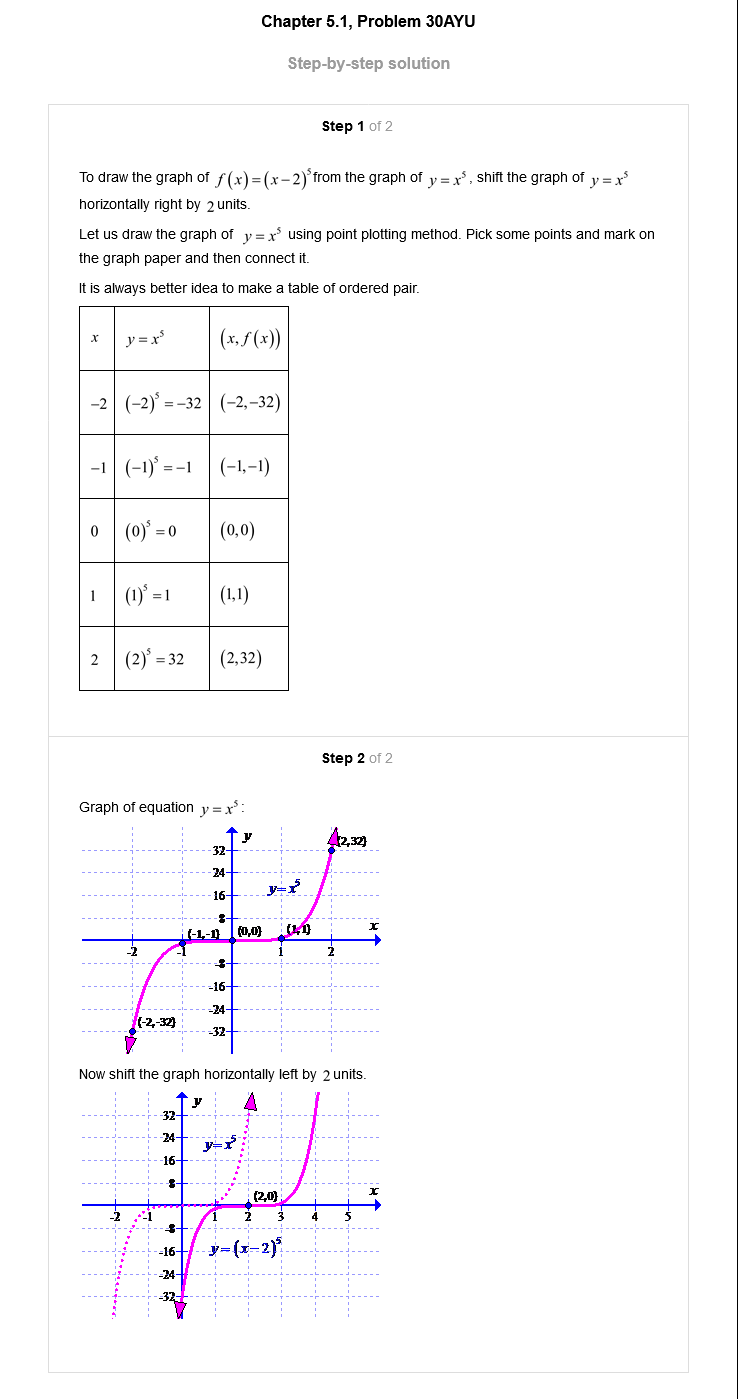 Chapter 5.1, Problem 30AYU
Step-by-step solution
Step 1 of 2
To draw the graph of f(x)=(x−2)⁵ from the graph of y=x⁵, shift the graph of y=x⁵
horizontally right by 2 units.
Let us draw the graph of y=x⁵ using point plotting method. Pick some points and mark on
the graph paper and then connect it.
It is always better idea to make a table of ordered pair.
x y=x⁵ (x,f(x))
−2 (−2)⁵=−32 (−2,−32)
−1 (−1)⁵=−1 (−1,−1)
0 (0)⁵=0 (0,0)
1 (1)⁵=1 (1,1)
2 (2)⁵=32 (2,32)
Step 2 of 2
Graph of equation y=x⁵:
y
32 (2,32)
24
16 y=x⁵
8
(-1,-1) (0,0) (1,1) x
-2 -1 1 2
-8
-16
-24
(-2,-32)
-32
Now shift the graph horizontally left by 2 units.
y
32
24
y=x⁵
16
8
(2,0) x
-2 -1 1 2 3 4 5
-8
-16 y=(x−2)⁵
-24
-32